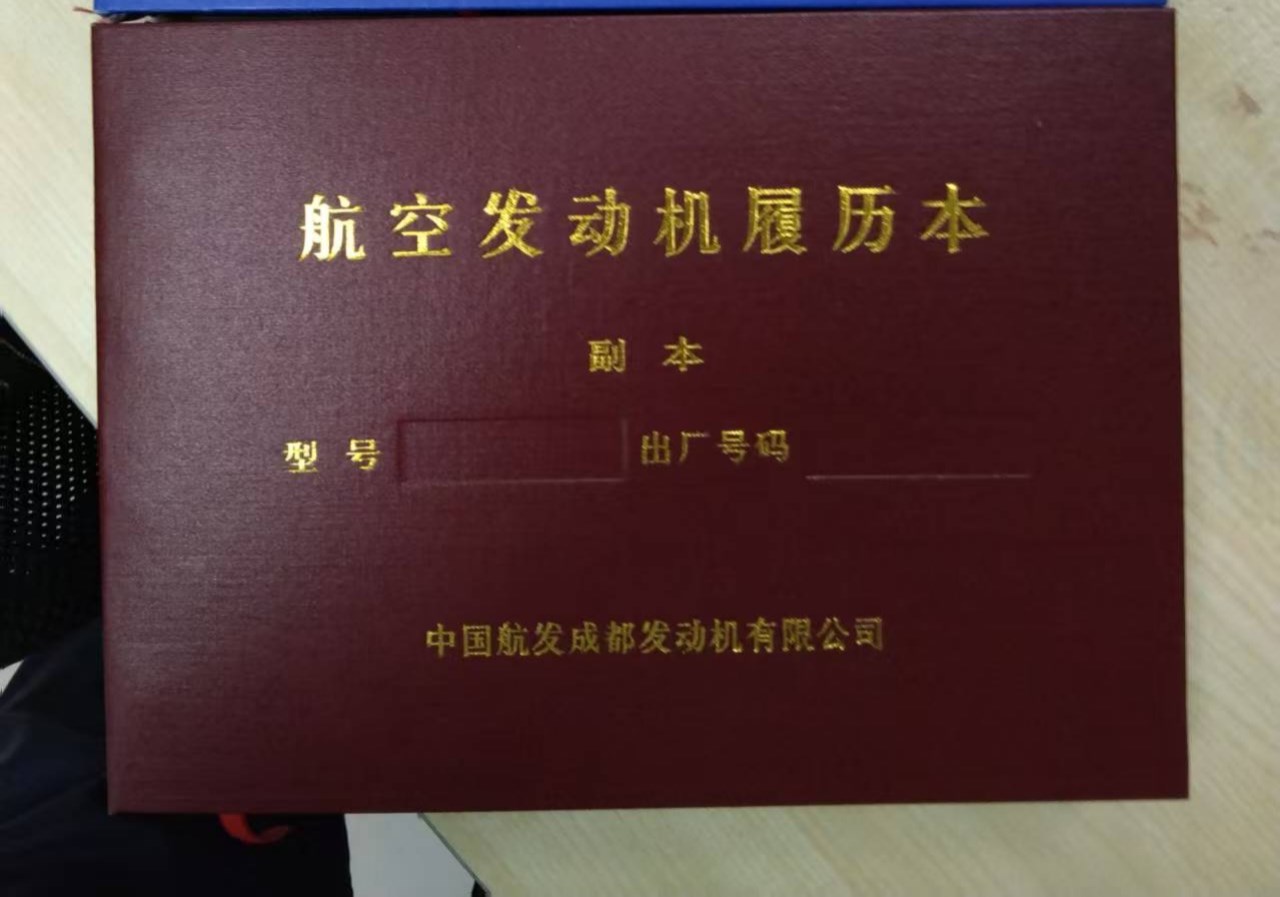 航空发动机履历本
副本
型号 出厂号码
中国航发成都发动机有限公司